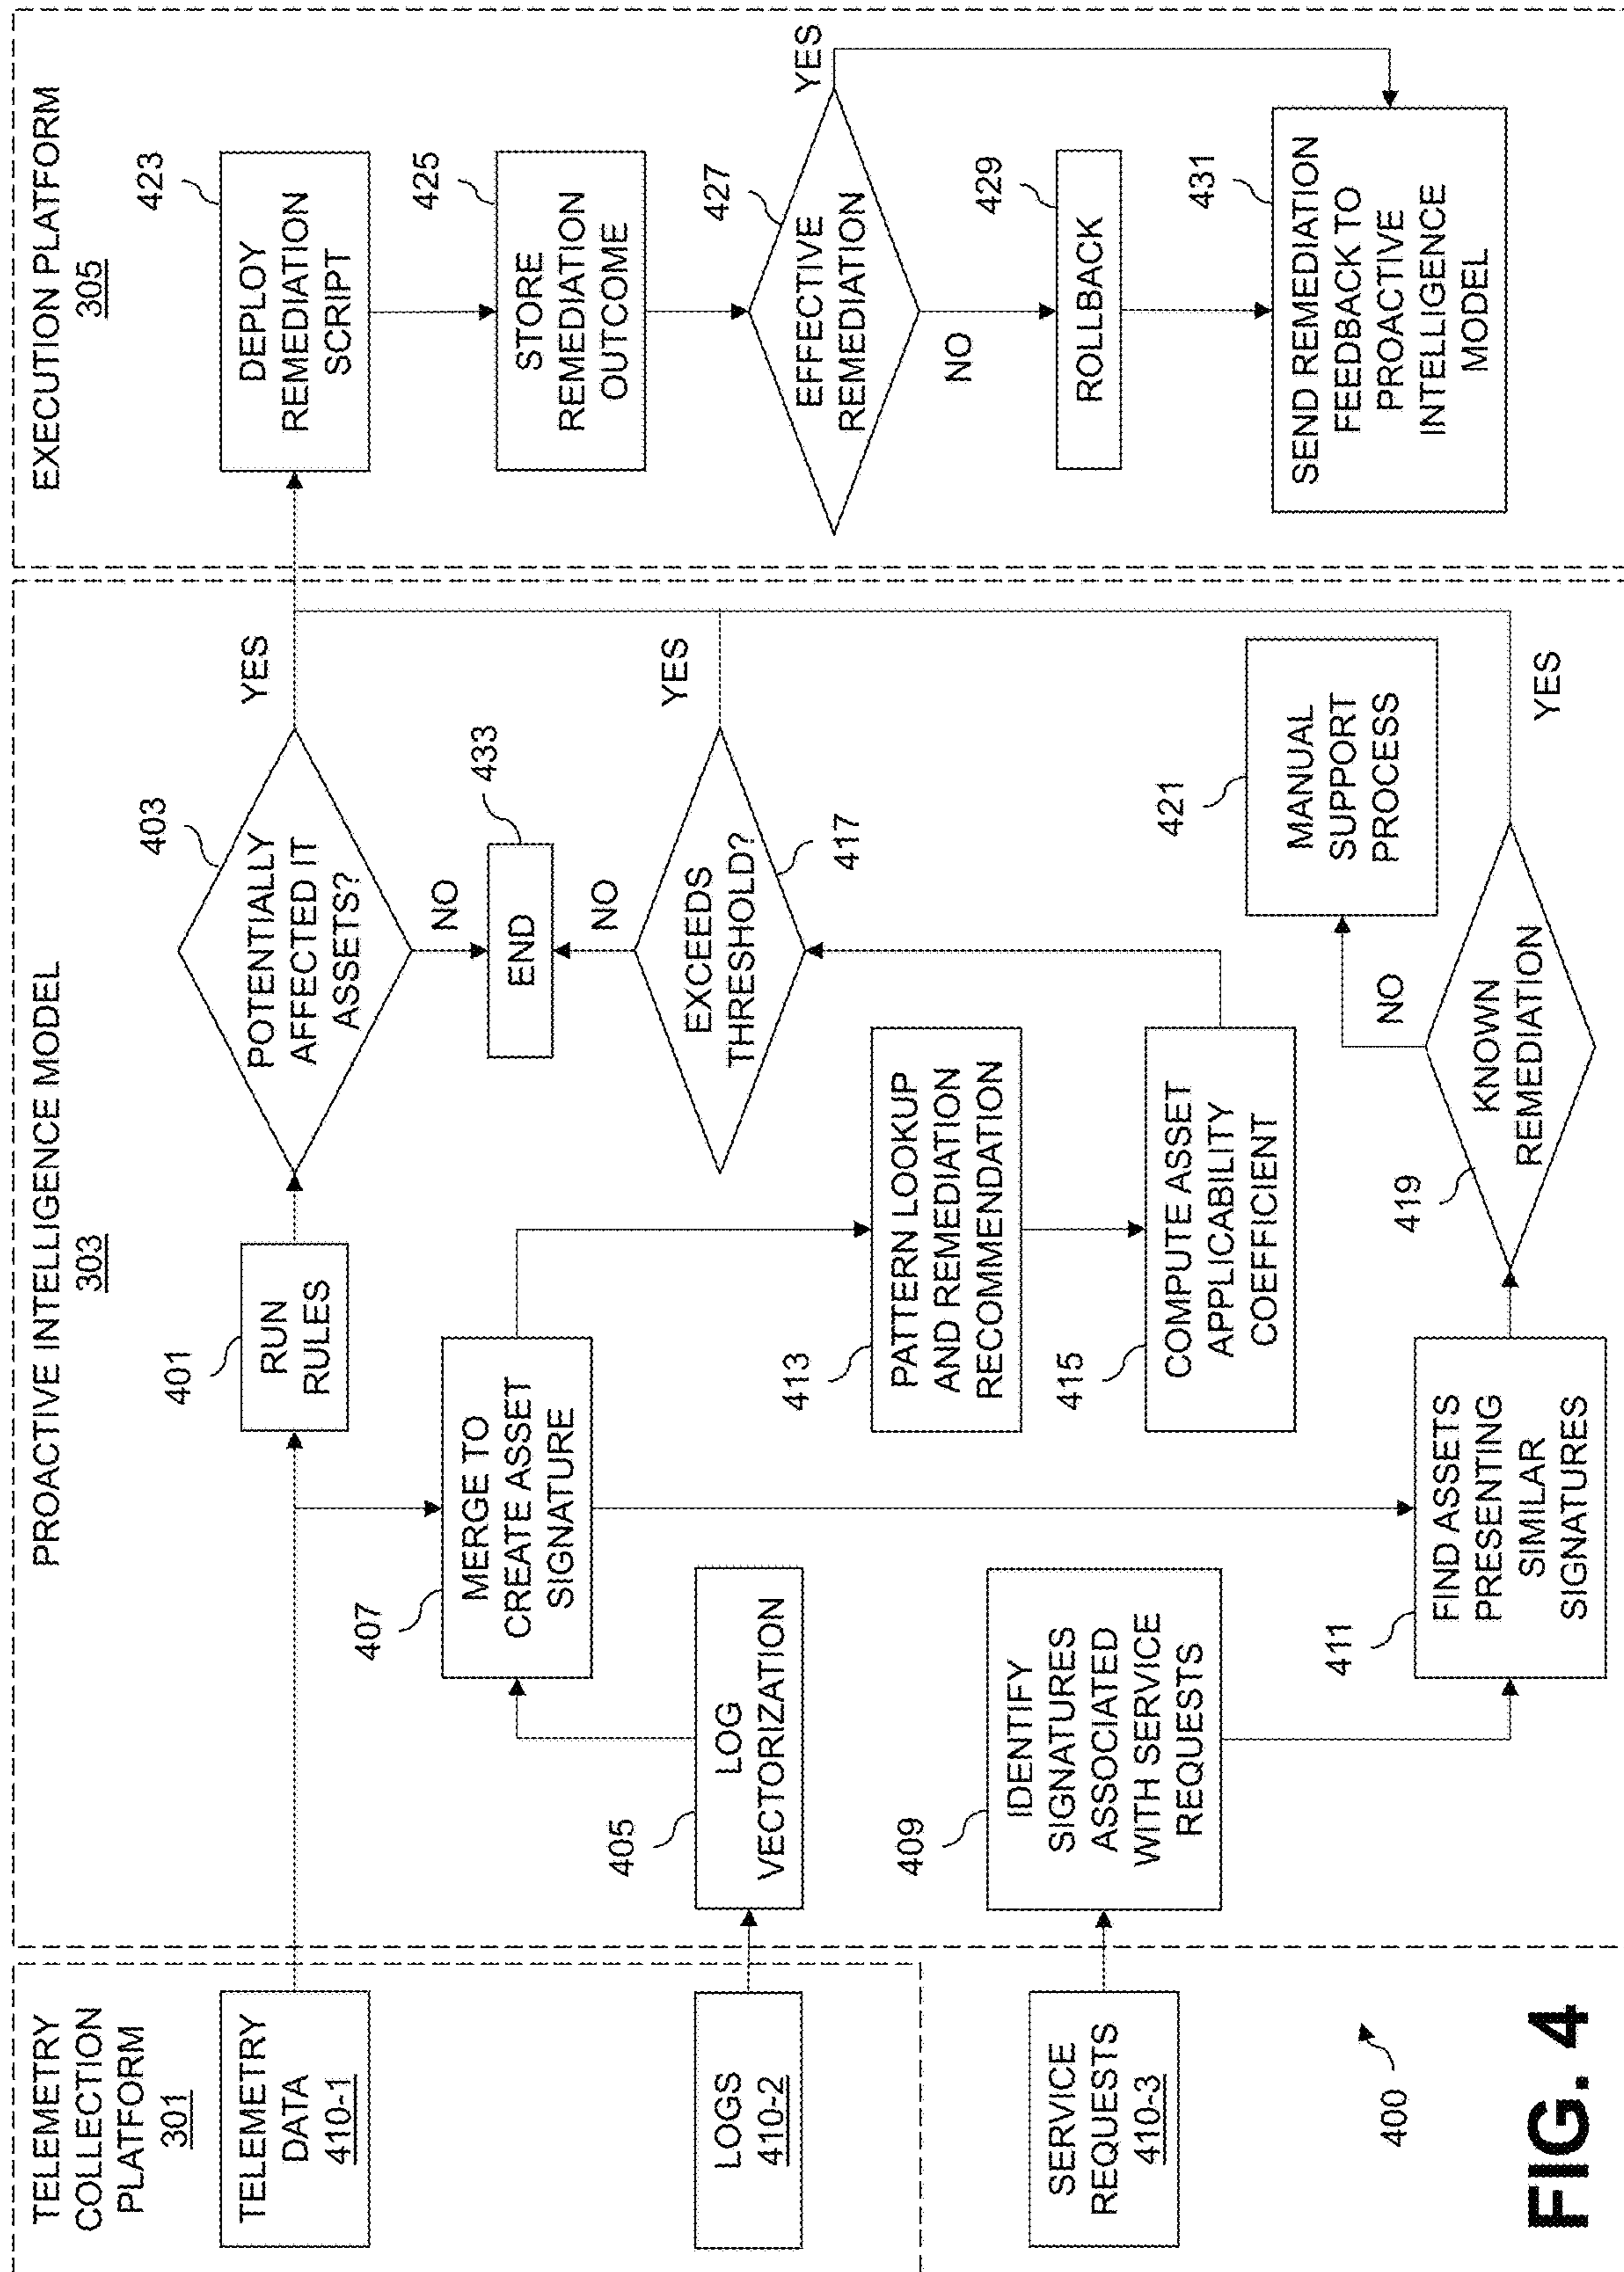 TELEMETRY
COLLECTION
PLATFORM
301
TELEMETRY
DATA
410-1
LOGS
410-2
SERVICE
REQUESTS
410-3
PROACTIVE INTELLIGENCE MODEL
303
401
RUN
RULES
403
POTENTIALLY
AFFECTED IT
ASSETS?
YES
NO
433
END
407
MERGE TO
CREATE ASSET
SIGNATURE
405
LOG
VECTORIZATION
NO
EXCEEDS
THRESHOLD?
417
YES
413
PATTERN LOOKUP
AND REMEDIATION
RECOMMENDATION
415
COMPUTE ASSET
APPLICABILITY
COEFFICIENT
409
IDENTIFY
SIGNATURES
ASSOCIATED
WITH SERVICE
REQUESTS
411
FIND ASSETS
PRESENTING
SIMILAR
SIGNATURES
419
KNOWN
REMEDIATION
NO
YES
421
MANUAL
SUPPORT
PROCESS
EXECUTION PLATFORM
305
423
DEPLOY
REMEDIATION
SCRIPT
425
STORE
REMEDIATION
OUTCOME
427
EFFECTIVE
REMEDIATION
YES
NO
429
ROLLBACK
431
SEND REMEDIATION
FEEDBACK TO
PROACTIVE
INTELLIGENCE
MODEL
400
FIG. 4